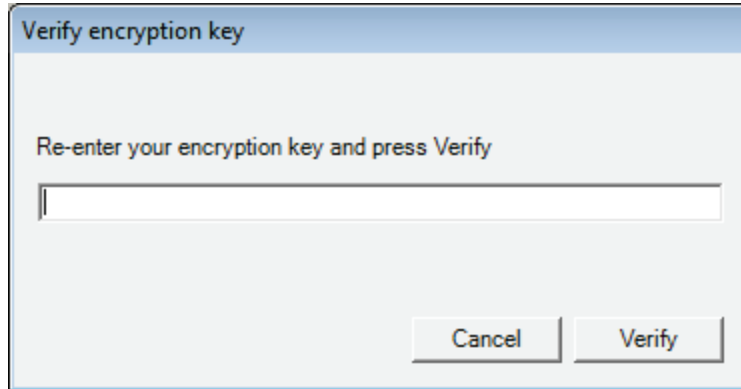 Verify encryption key
Re-enter your encryption key and press Verify
Cancel Verify